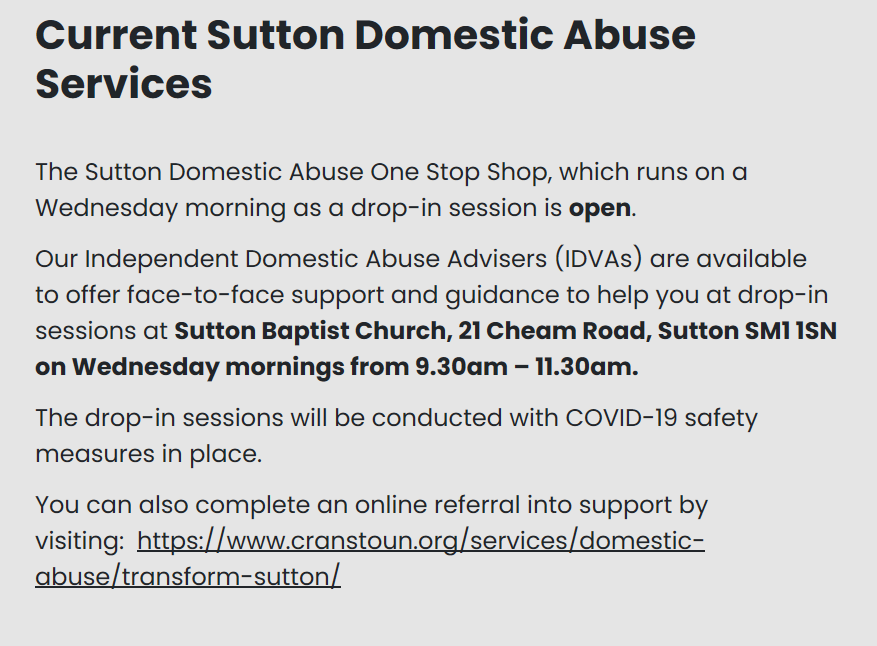 Current Sutton Domestic Abuse
Services
The Sutton Domestic Abuse One Stop Shop, which runs on a
Wednesday morning as a drop-in session is open.
Our Independent Domestic Abuse Advisers (IDVAs) are available
to offer face-to-face support and guidance to help you at drop-in
sessions at Sutton Baptist Church, 21 Cheam Road, Sutton SM1 1SN
on Wednesday mornings from 9.30am – 11.30am.
The drop-in sessions will be conducted with COVID-19 safety
measures in place.
You can also complete an online referral into support by
visiting:  https://www.cranstoun.org/services/domestic-
abuse/transform-sutton/